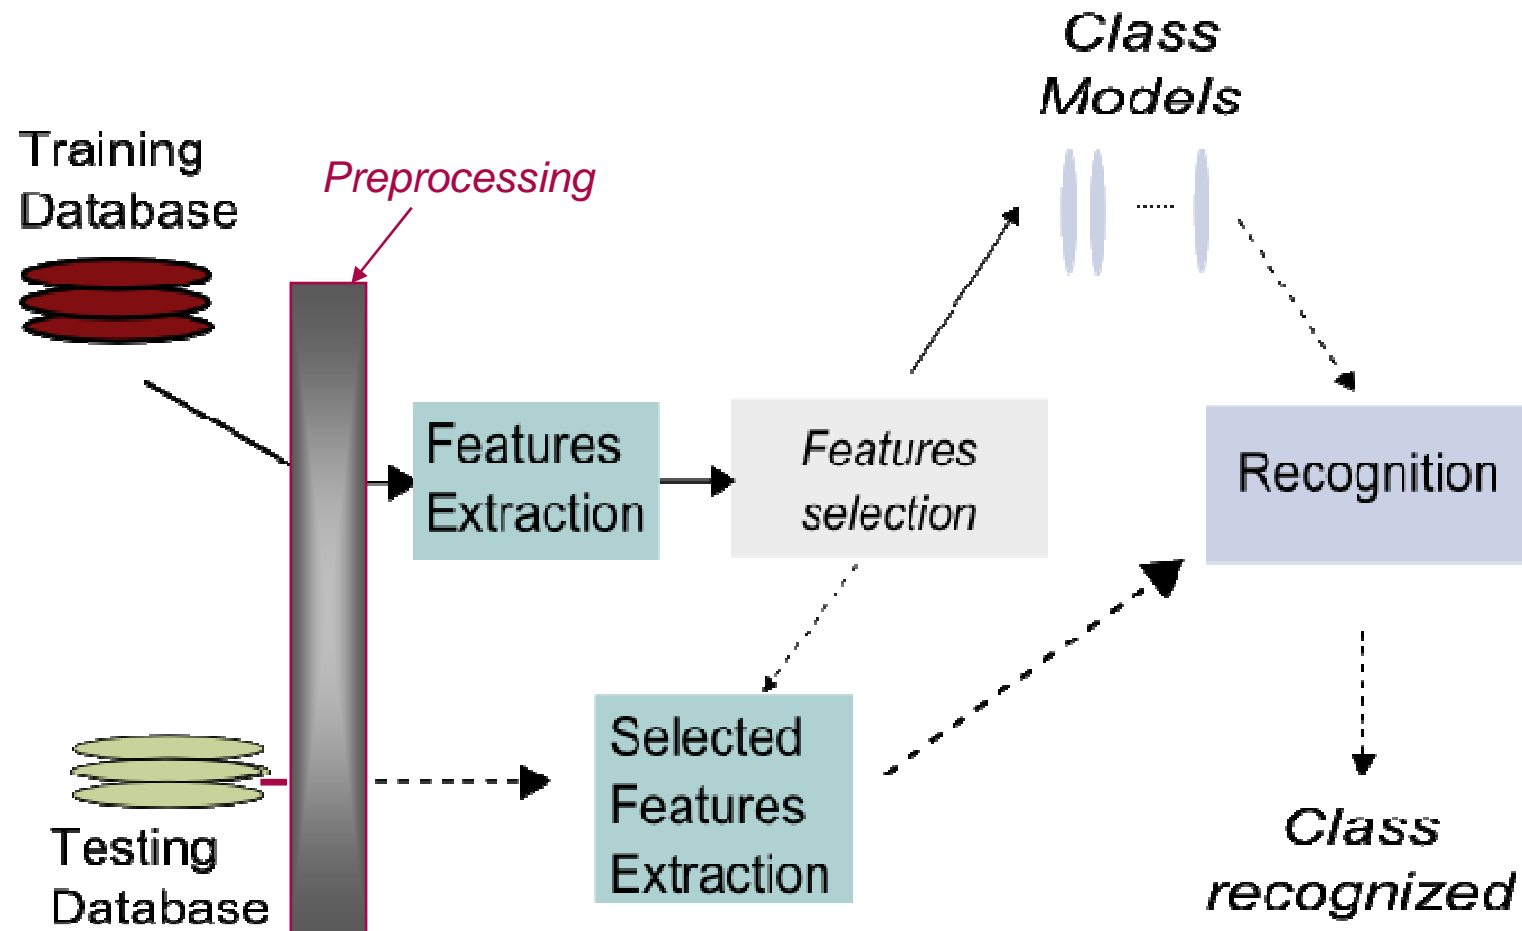 Class
Models
Training
Database
Preprocessing
Features
Extraction
Features
selection
Recognition
Selected
Features
Extraction
Testing
Database
Class
recognized